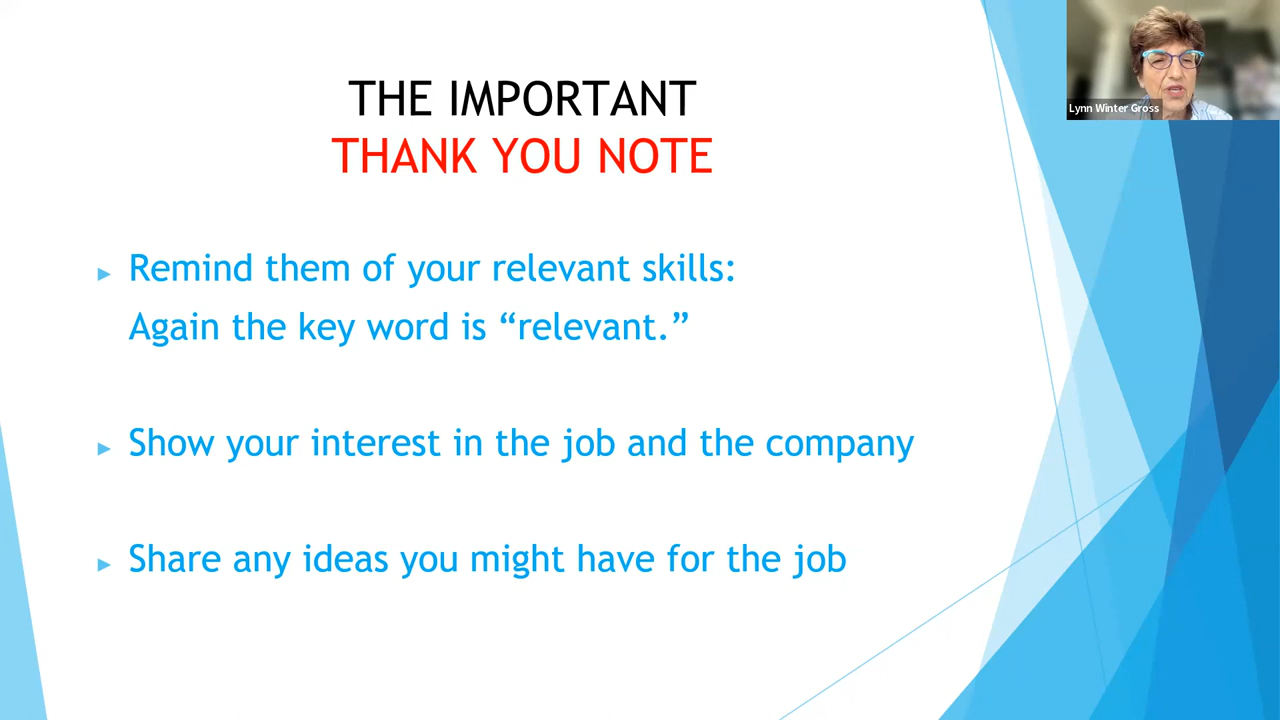 THE IMPORTANT
THANK YOU NOTE
Remind them of your relevant skills:
Again the key word is “relevant.”
Show your interest in the job and the company
Share any ideas you might have for the job
Lynn Winter Gross